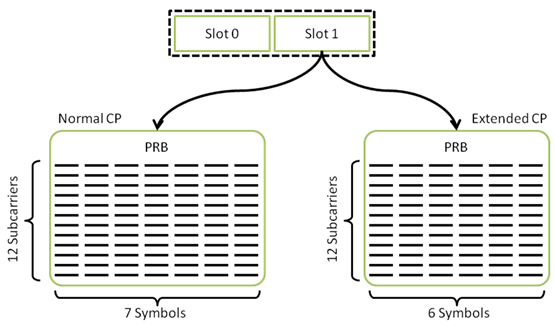 Slot 0
Slot 1
Normal CP
Extended CP
PRB
PRB
12 Subcarriers
12 Subcarriers
7 Symbols
6 Symbols